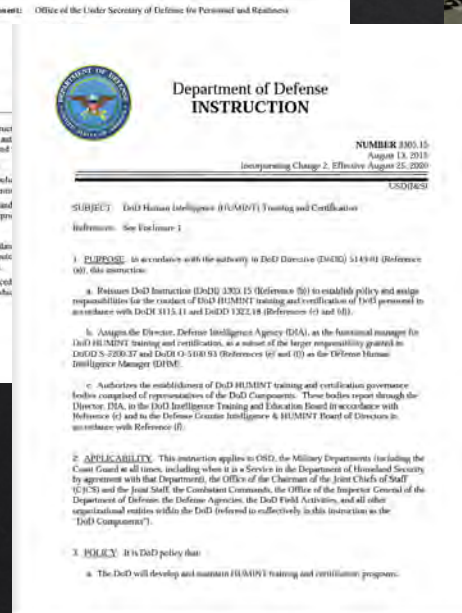 Office of the Under Secretary of Defense for Personnel and Readiness
Department of Defense
INSTRUCTION
NUMBER 3305.15
August 13, 2015
Incorporating Change 2, Effective August 25, 2020
USD(I&S)
SUBJECT: DoD Human Intelligence (HUMINT) Training and Certification
References: See Enclosure 1
1. PURPOSE. In accordance with the authority in DoD Directive (DoDD) 5143.01 (Reference
(a)), this instruction:
a. Reissues DoD Instruction (DoDI) 3305.15 (Reference (b)) to establish policy and assign
responsibilities for the conduct of DoD HUMINT training and certification of DoD personnel in
accordance with DoDI 3115.11 and DoDD 1322.18 (References (c) and (d)).
b. Assigns the Director, Defense Intelligence Agency (DIA), as the functional manager for
DoD HUMINT training and certification, as a subset of the larger responsibility granted in
DoDD S-5200.37 and DoDI O-5100.93 (References (e) and (f)) as the Defense Human
Intelligence Manager (DHM).
c. Authorizes the establishment of DoD HUMINT training and certification governance
bodies comprised of representatives of the DoD Components. These bodies report through the
Director, DIA, to the DoD Intelligence Training and Education Board in accordance with
Reference (c) and to the Defense Counter Intelligence & HUMINT Board of Directors in
accordance with Reference (f).
2. APPLICABILITY. This instruction applies to OSD, the Military Departments (including the
Coast Guard at all times, including when it is a Service in the Department of Homeland Security
by agreement with that Department), the Office of the Chairman of the Joint Chiefs of Staff
(CJCS) and the Joint Staff, the Combatant Commands, the Office of the Inspector General of the
Department of Defense, the Defense Agencies, the DoD Field Activities, and all other
organizational entities within the DoD (referred to collectively in this instruction as the
"DoD Components").
3. POLICY. It is DoD policy that:
a. The DoD will develop and maintain HUMINT training and certification programs.